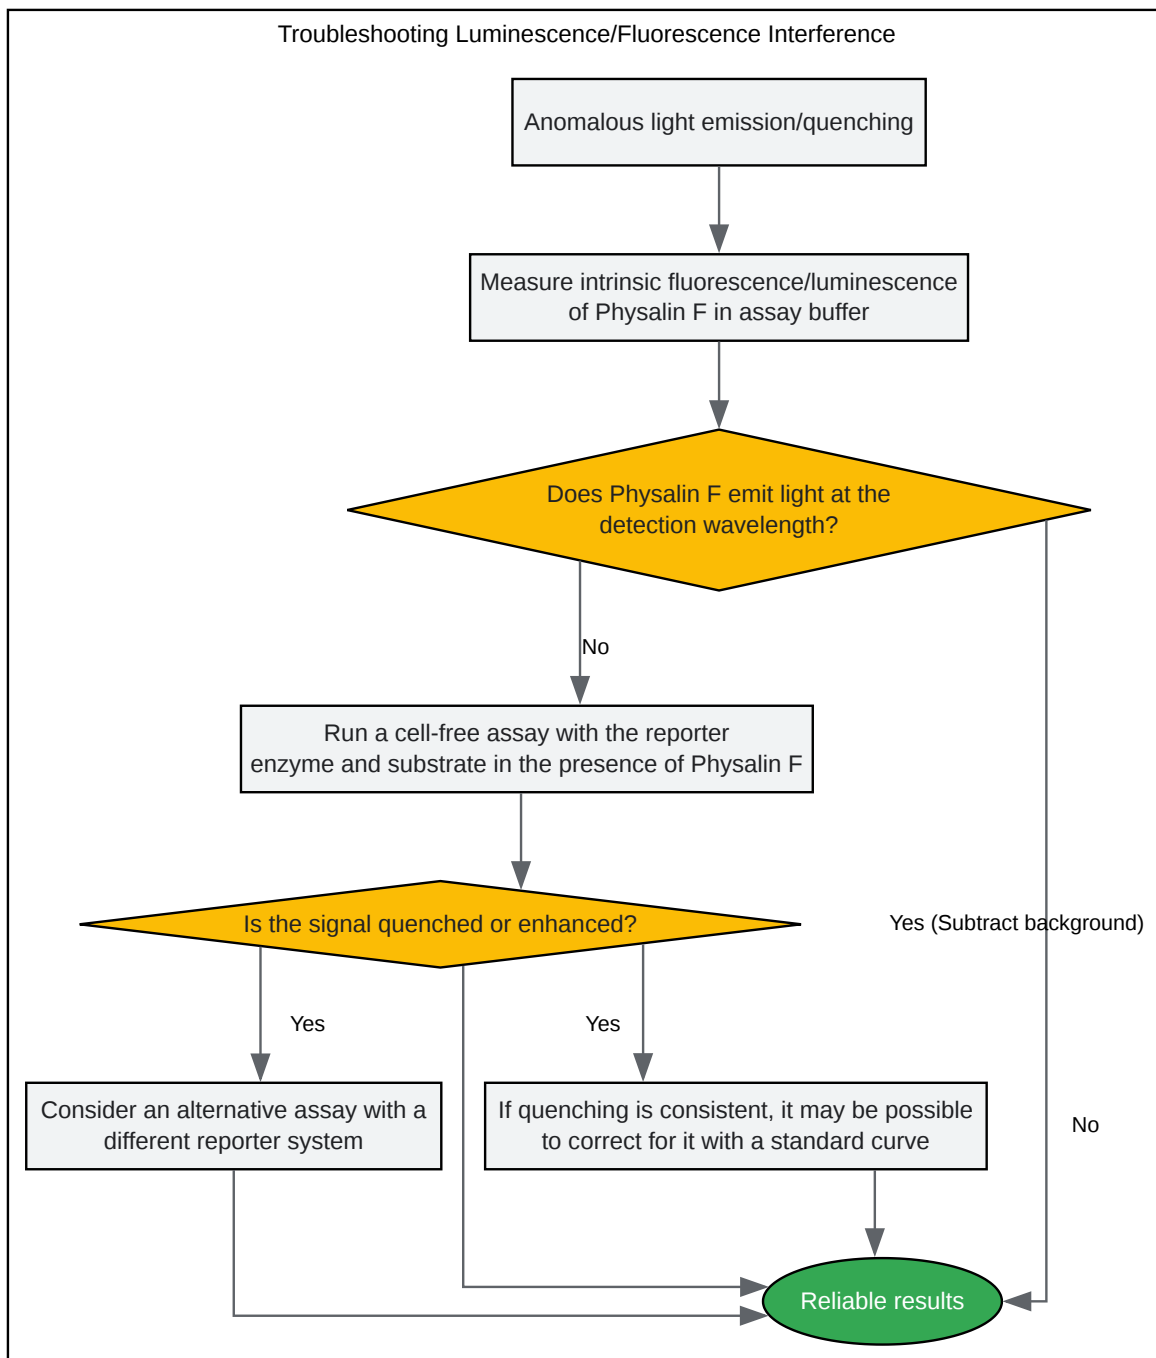 Troubleshooting Luminescence/Fluorescence Interference
Anomalous light emission/quenching
Measure intrinsic fluorescence/luminescence
of Physalin F in assay buffer
Does Physalin F emit light at the
detection wavelength?
No
Run a cell-free assay with the reporter
enzyme and substrate in the presence of Physalin F
Is the signal quenched or enhanced?
Yes (Subtract background)
Yes
Yes
Consider an alternative assay with a
different reporter system
If quenching is consistent, it may be possible
to correct for it with a standard curve
No
Reliable results